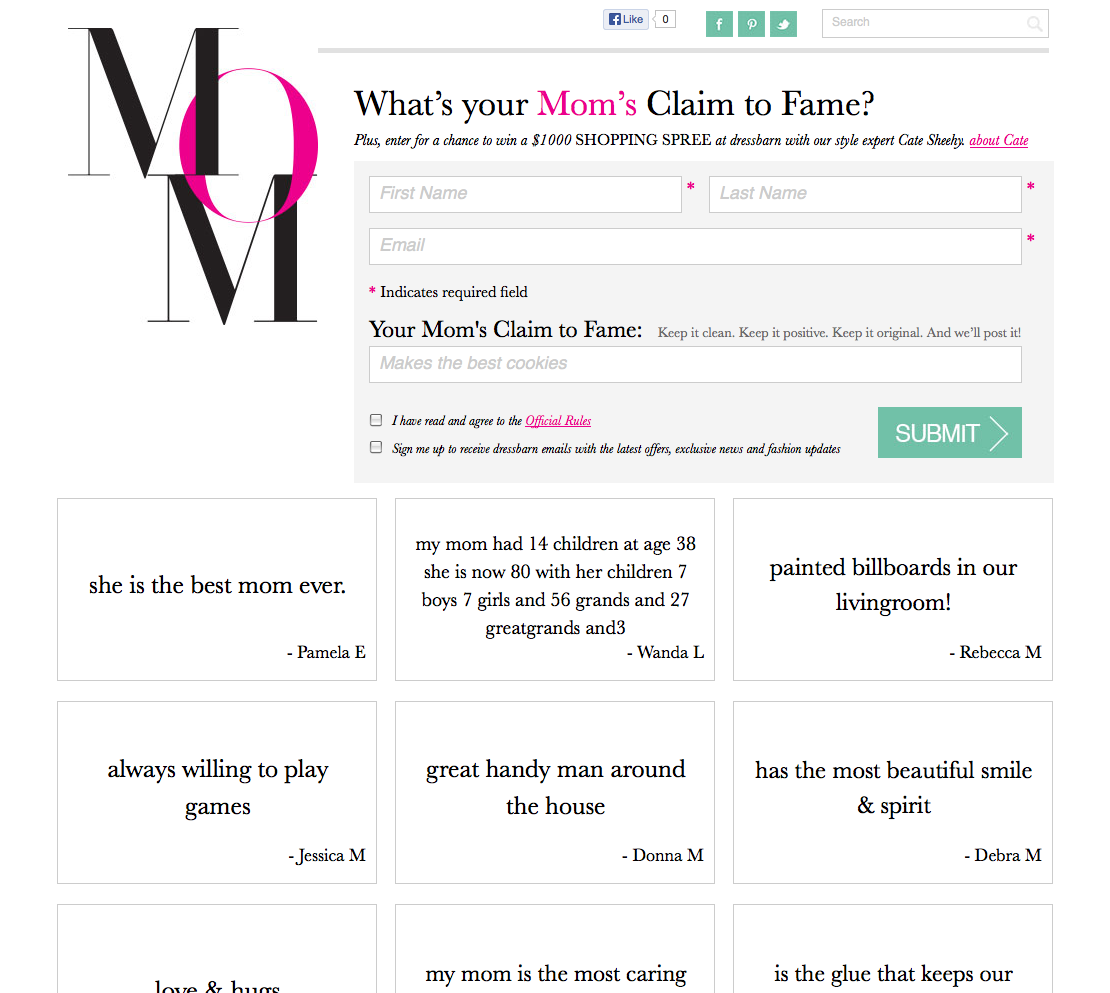 Like 0
Search
MOM
What's your Mom's Claim to Fame?
Plus, enter for a chance to win a $1000 SHOPPING SPREE at dressbarn with our style expert Cate Sheehy. about Cate
First Name * Last Name *
Email *
* Indicates required field
Your Mom's Claim to Fame: Keep it clean. Keep it positive. Keep it original. And we'll post it!
Makes the best cookies
I have read and agree to the Official Rules
Sign me up to receive dressbarn emails with the latest offers, exclusive news and fashion updates
SUBMIT
she is the best mom ever.
- Pamela E
my mom had 14 children at age 38
she is now 80 with her children 7
boys 7 girls and 56 grands and 27
greatgrands and3
- Wanda L
painted billboards in our
livingroom!
- Rebecca M
always willing to play
games
- Jessica M
great handy man around
the house
- Donna M
has the most beautiful smile
& spirit
- Debra M
love & hugs
my mom is the most caring
is the glue that keeps our